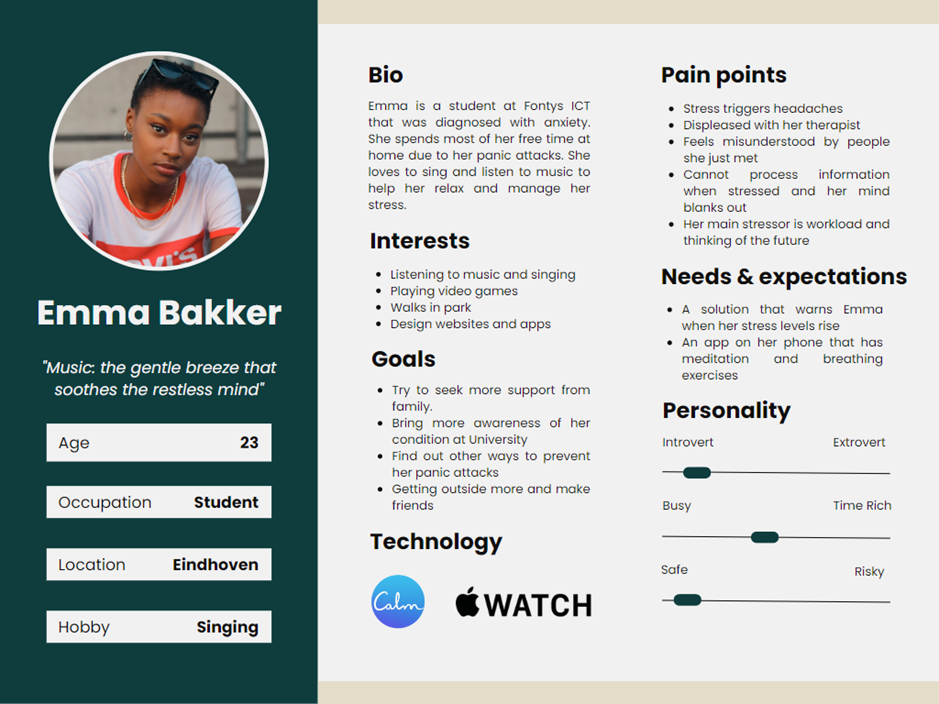 Emma Bakker
"Music: the gentle breeze that
soothes the restless mind"
Age 23
Occupation Student
Location Eindhoven
Hobby Singing
Bio
Emma is a student at Fontys ICT
that was diagnosed with anxiety.
She spends most of her free time at
home due to her panic attacks. She
loves to sing and listen to music to
help her relax and manage her
stress.
Interests
• Listening to music and singing
• Playing video games
• Walks in park
• Design websites and apps
Goals
• Try to seek more support from
family.
• Bring more awareness of her
condition at University
• Find out other ways to prevent
her panic attacks
• Getting outside more and make
friends
Technology
Calm
WATCH
Pain points
• Stress triggers headaches
• Displeased with her therapist
• Feels misunderstood by people
she just met
• Cannot process information
when stressed and her mind
blanks out
• Her main stressor is workload and
thinking of the future
Needs & expectations
• A solution that warns Emma
when her stress levels rise
• An app on her phone that has
meditation and breathing
exercises
Personality
Introvert Extrovert
Busy Time Rich
Safe Risky